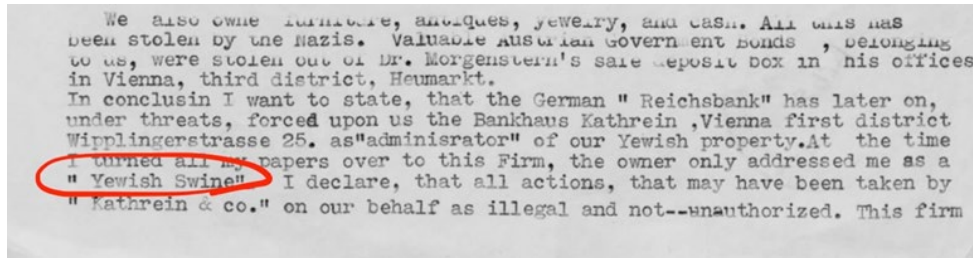 We also owne furniture, antiques, yewelry, and cash. All this has
been stolen by the Nazis. Valuable Austrian Govern ent Bonds , belonging
to us, were stolen out of Dr. Morgenstern's safe deposit box in his offices
in Vienna, third district, Heumarkt.
In conclusin I want to state, that the German " Reichsbank" has later on,
under threats, forced upon us the Bankhaus Kathrein ,Vienna first district
Wipplingerstrasse 25. as"adminisrator" of our Yewish property.At the time
I turned all my papers over to this Firm, the owner only addressed me as a
" Yewish Swine" I declare, that all actions, that may have been taken by
" Kathrein & co." on our behalf as illegal and not--unauthorized. This firm